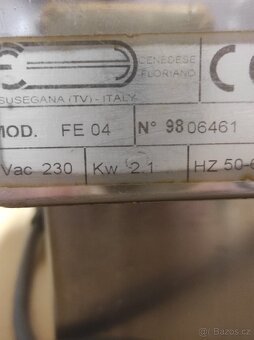 CENEDESE
FLORIANO
CE
SUSEGANA (TV) - ITALY
MOD. FE 04 N° 98 06461
Vac 230 Kw 2.1 HZ 50-6
Bazos.cz